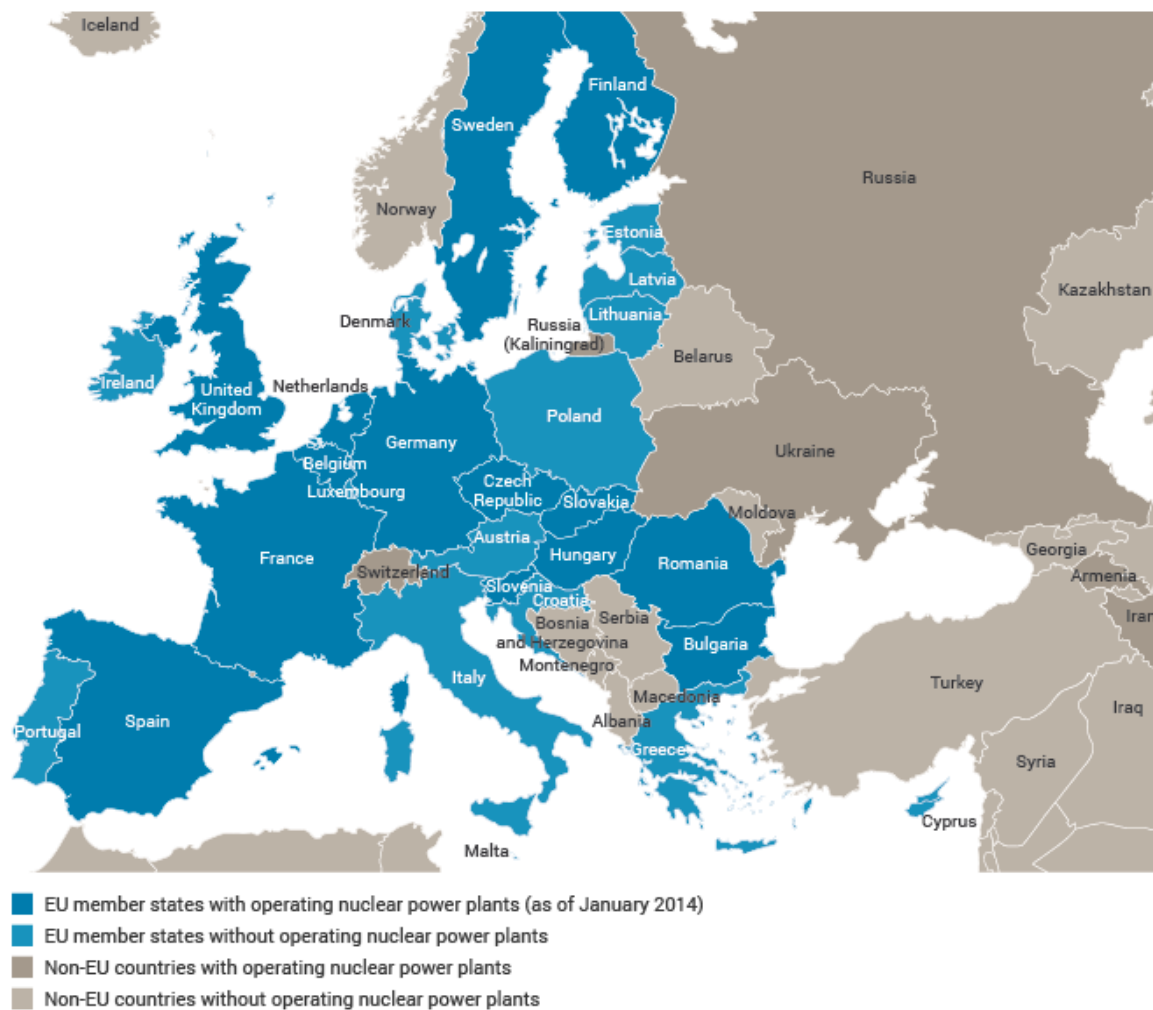 Iceland
Finland
Sweden
Russia
Norway
Estonia
Latvia
Kazakhstan
Lithuania
Denmark
Russia
(Kaliningrad)
Belarus
Ireland
United
Kingdom
Netherlands
Poland
Germany
Ukraine
Belgium
Czech
Republic
Luxembourg
Slovakia
Moldova
Austria
France
Hungary
Romania
Georgia
Switzerland
Armenia
Slovenia
Croatia
Iran
Serbia
Bosnia
and Herzegovina
Bulgaria
Montenegro
Italy
Turkey
Macedonia
Iraq
Albania
Spain
Portugal
Greece
Syria
Cyprus
Malta
EU member states with operating nuclear power plants (as of January 2014)
EU member states without operating nuclear power plants
Non-EU countries with operating nuclear power plants
Non-EU countries without operating nuclear power plants